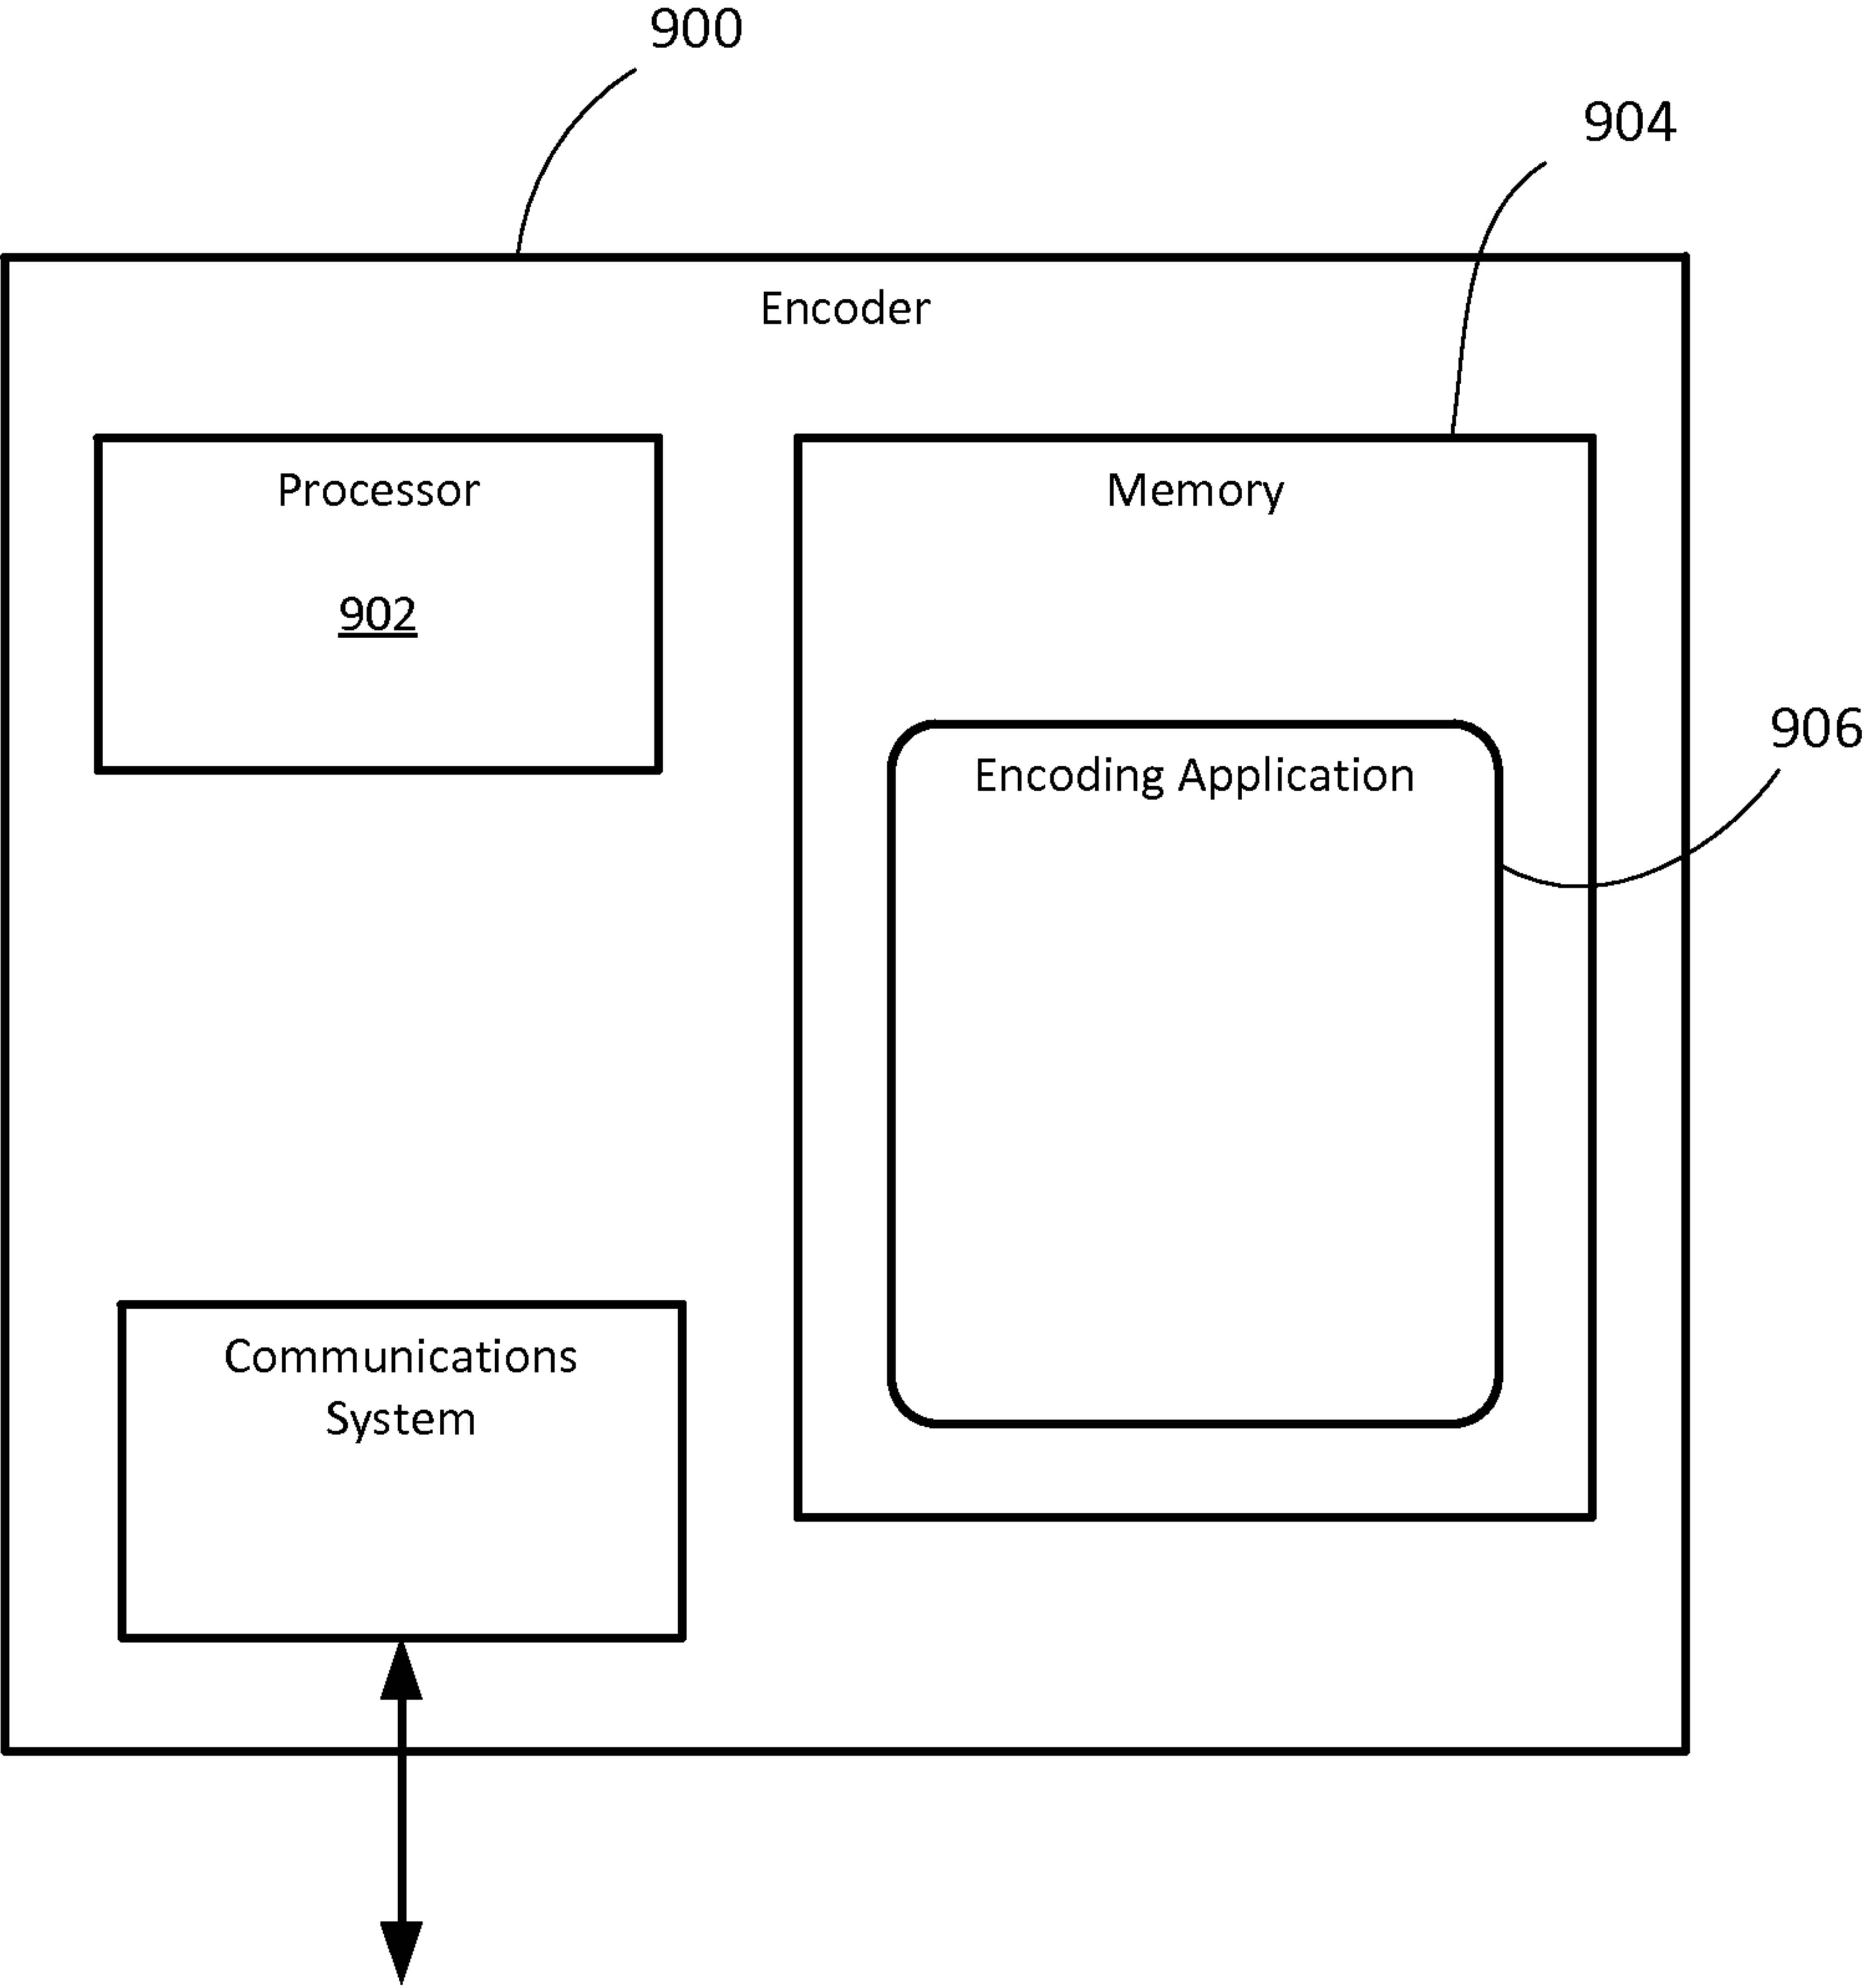 900
904
Encoder
Processor
902
Memory
906
Encoding Application
Communications
System